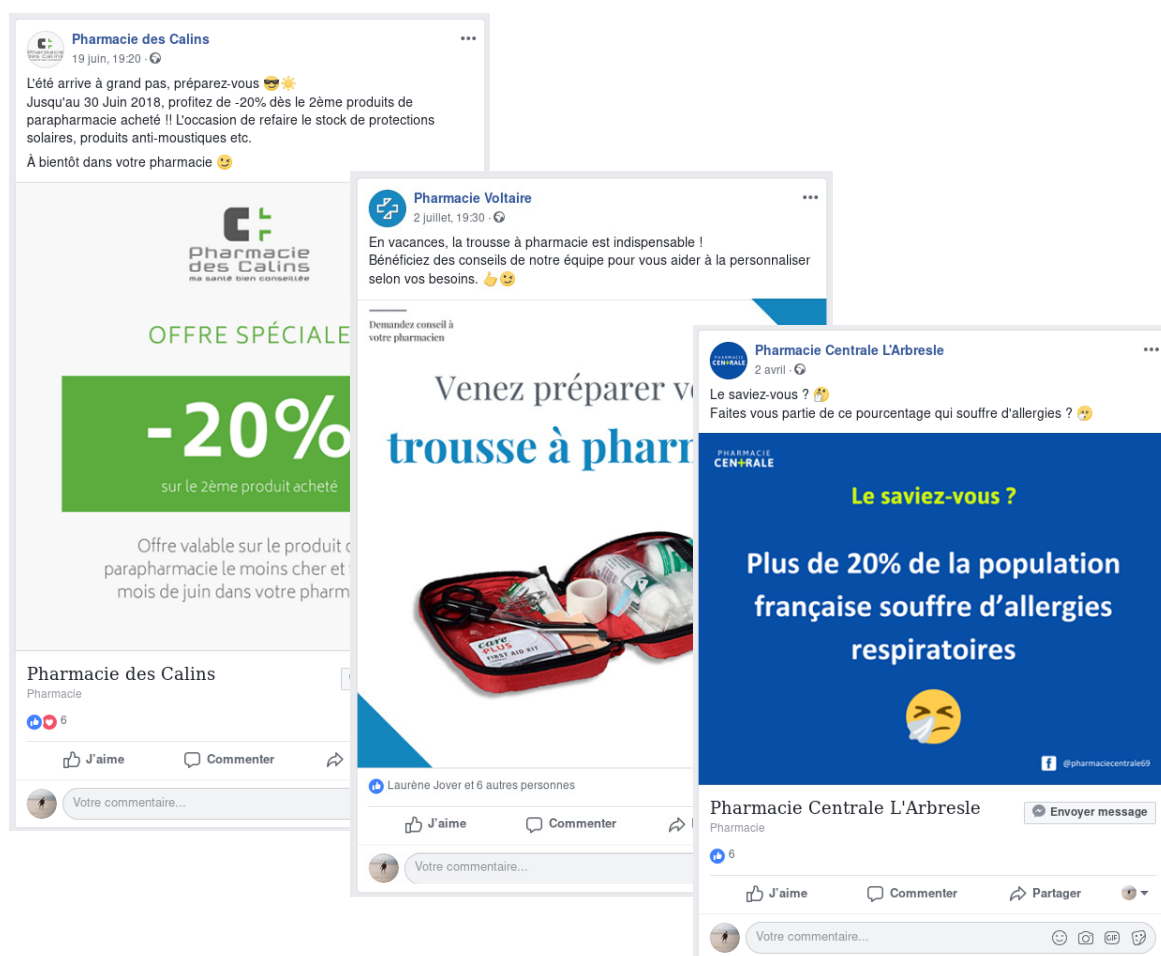 Pharmacie des Calins
19 juin, 19:20
L'été arrive à grand pas, préparez-vous 😎☀️
Jusqu'au 30 Juin 2018, profitez de -20% dès le 2ème produits de
parapharmacie acheté !! L'occasion de refaire le stock de protections
solaires, produits anti-moustiques etc.
À bientôt dans votre pharmacie 😉
Pharmacie
des Calins
ma santé bien conseillée
OFFRE SPÉCIALE
-20%
sur le 2ème produit acheté
Offre valable sur le produit
parapharmacie le moins cher et
mois de juin dans votre pharm
Pharmacie des Calins
Pharmacie
6
J'aime Commenter
Votre commentaire...
Pharmacie Voltaire
2 juillet, 19:30
En vacances, la trousse à pharmacie est indispensable !
Bénéficiez des conseils de notre équipe pour vous aider à la personnaliser
selon vos besoins. 👍😉
Demandez conseil à
votre pharmacien
Venez préparer v
trousse à pharm
care
PLUS
FIRST AID KIT
Laurène Jover et 6 autres personnes
J'aime Commenter
Votre commentaire...
PHARMACIE
CENTRALE
Pharmacie Centrale L'Arbresle
2 avril
Le saviez-vous ? 🤔
Faites vous partie de ce pourcentage qui souffre d'allergies ? 🤧
PHARMACIE
CENTRALE
Le saviez-vous ?
Plus de 20% de la population
française souffre d'allergies
respiratoires
@pharmaciecentrale69
Pharmacie Centrale L'Arbresle
Envoyer message
Pharmacie
6
J'aime Commenter Partager
Votre commentaire... GIF